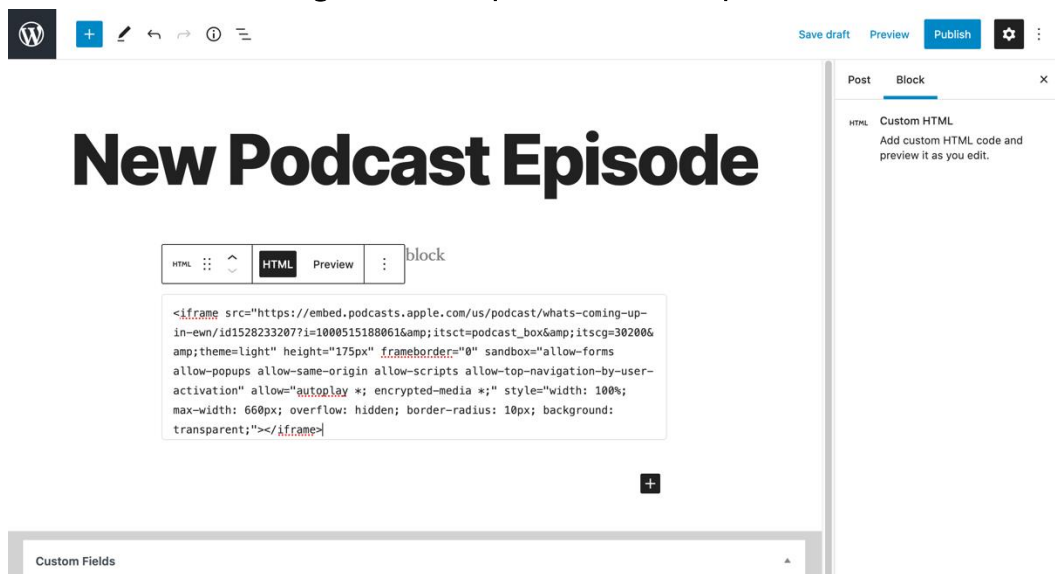 Save draft Preview Publish
Post Block
New Podcast Episode
HTML Custom HTML
Add custom HTML code and
preview it as you edit.
block
HTML HTML Preview
<iframe src="https://embed.podcasts.apple.com/us/podcast/whats-coming-up-
in-ewn/id1528233207?i=1000515188061&amp;itsct=podcast_box&amp;itscg=30200&
amp;theme=light" height="175px" frameborder="0" sandbox="allow-forms
allow-popups allow-same-origin allow-scripts allow-top-navigation-by-user-
activation" allow="autoplay *; encrypted-media *;" style="width: 100%;
max-width: 660px; overflow: hidden; border-radius: 10px; background:
transparent;"></iframe>
Custom Fields